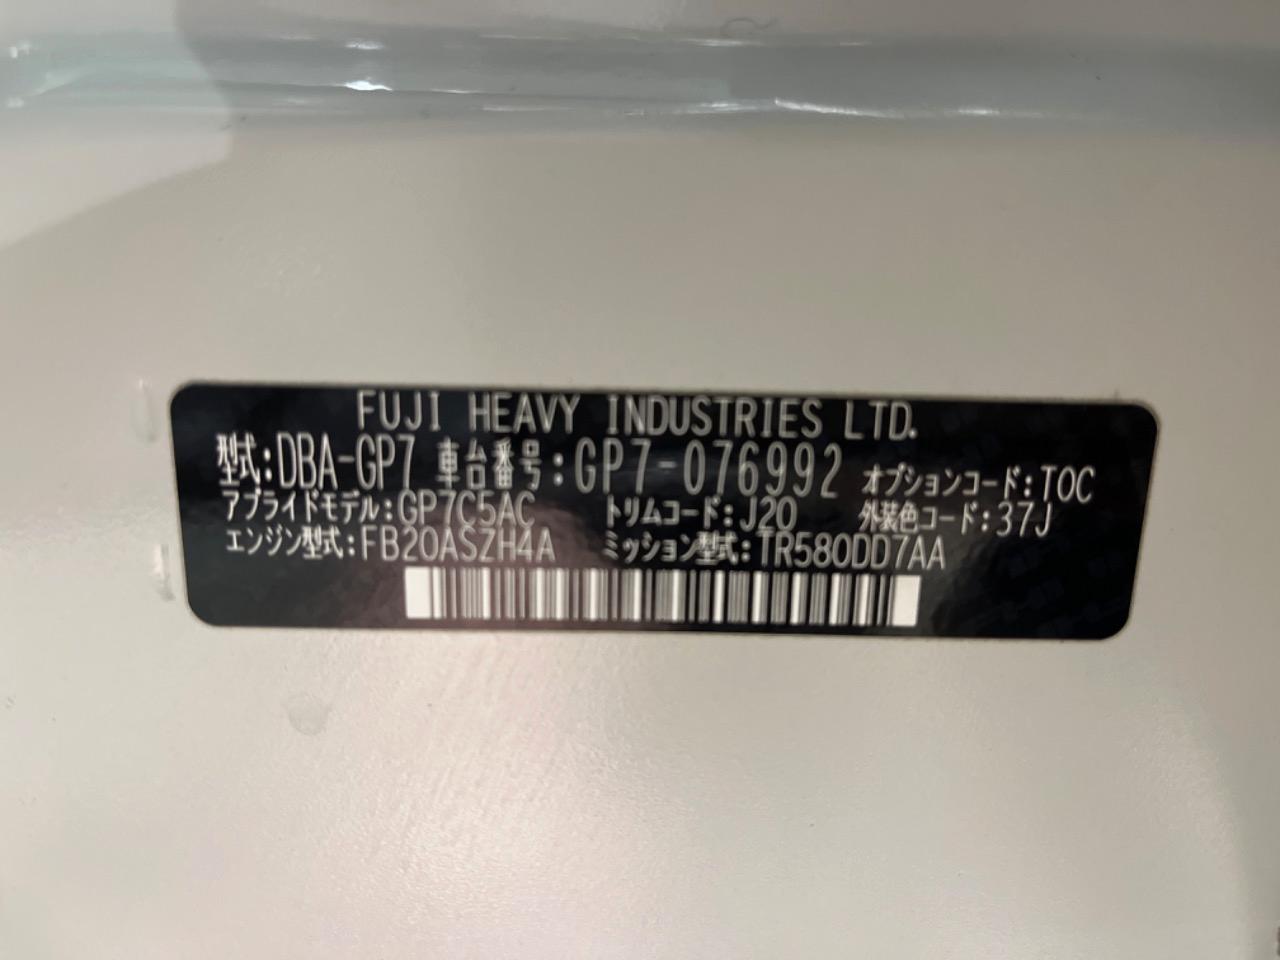 FUJI HEAVY INDUSTRIES LTD.
型式:DBA-GP7 車台番号:GP7-076992 オプションコード:TOC
アプライドモデル:GP7C5AC トリムコード:J20 外装色コード:37J
エンジン型式:FB20ASZH4A ミッション型式:TR580DD7AA